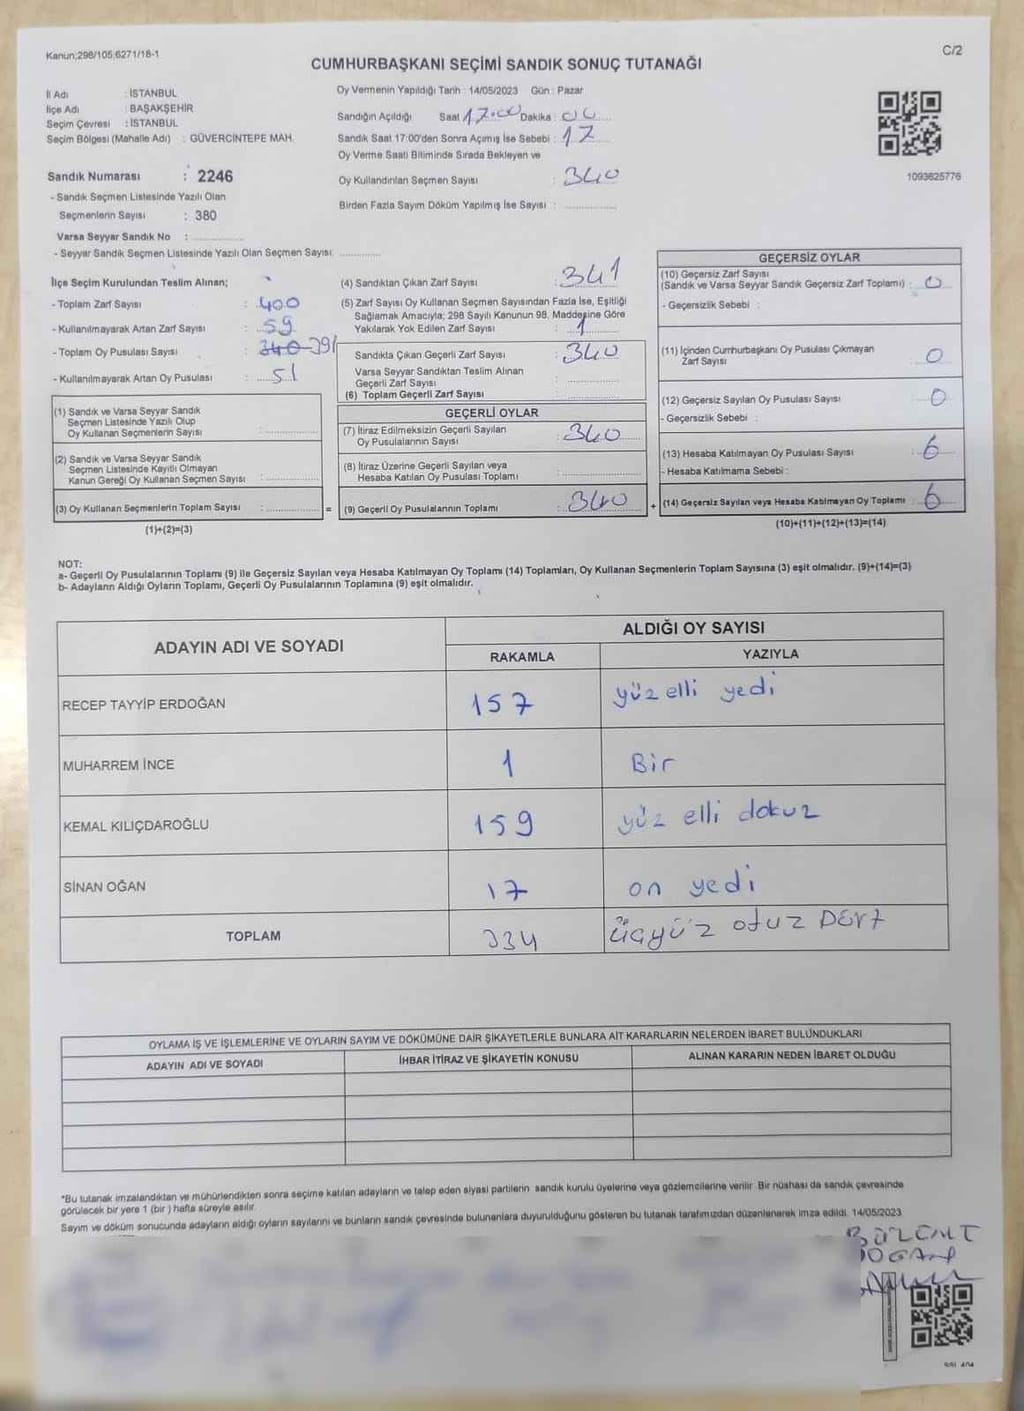 Kanun;298/105;6271/18-1
C/2
CUMHURBAŞKANI SEÇİMİ SANDIK SONUÇ TUTANAĞI
İl Adı : İSTANBUL
İlçe Adı : BAŞAKŞEHİR
Seçim Çevresi : İSTANBUL
Seçim Bölgesi (Mahalle Adı) : GÜVERCİNTEPE MAH.
Sandık Numarası : 2246
- Sandık Seçmen Listesinde Yazılı Olan
Seçmenlerin Sayısı : 380
Varsa Seyyar Sandık No :
- Seyyar Sandık Seçmen Listesinde Yazılı Olan Seçmen Sayısı:
Oy Vermenin Yapıldığı Tarih : 14/05/2023 Gün : Pazar
Sandığın Açıldığı Saat 17.00 Dakika : 00
Sandık Saat 17:00'den Sonra Açımış İse Sebebi : 17
Oy Verme Saati Bitiminde Sırada Bekleyen ve
Oy Kullandırılan Seçmen Sayısı : 340
Birden Fazla Sayım Döküm Yapılmış İse Sayısı :
1093625776
İlçe Seçim Kurulundan Teslim Alınan;
- Toplam Zarf Sayısı : 400
- Kullanılmayarak Artan Zarf Sayısı : 59
- Toplam Oy Pusulası Sayısı : 340 391
- Kullanılmayarak Artan Oy Pusulası : 51
(1) Sandık ve Varsa Seyyar Sandık
Seçmen Listesinde Yazılı Olup
Oy Kullanan Seçmenlerin Sayısı :
(2) Sandık ve Varsa Seyyar Sandık
Seçmen Listesinde Kayıtlı Olmayan
Kanun Gereği Oy Kullanan Seçmen Sayısı :
(3) Oy Kullanan Seçmenlerin Toplam Sayısı :
(1)+(2)=(3)
=
(4) Sandıktan Çıkan Zarf Sayısı : 341
(5) Zarf Sayısı Oy Kullanan Seçmen Sayısından Fazla İse, Eşitliği
Sağlamak Amacıyla; 298 Sayılı Kanunun 98. Maddesine Göre
Yakılarak Yok Edilen Zarf Sayısı : 1
Sandıkta Çıkan Geçerli Zarf Sayısı : 340
Varsa Seyyar Sandıktan Teslim Alınan
Geçerli Zarf Sayısı :
(6) Toplam Geçerli Zarf Sayısı :
GEÇERLİ OYLAR
(7) İtiraz Edilmeksizin Geçerli Sayılan
Oy Pusulalarının Sayısı : 340
(8) İtiraz Üzerine Geçerli Sayılan veya
Hesaba Katılan Oy Pusulası Toplamı :
(9) Geçerli Oy Pusulalarının Toplamı : 340
+
GEÇERSİZ OYLAR
(10) Geçersiz Zarf Sayısı
(Sandık ve Varsa Seyyar Sandık Geçersiz Zarf Toplamı) : 0
- Geçersizlik Sebebi :
(11) İçinden Cumhurbaşkanı Oy Pusulası Çıkmayan
Zarf Sayısı : 0
(12) Geçersiz Sayılan Oy Pusulası Sayısı : 0
- Geçersizlik Sebebi :
(13) Hesaba Katılmayan Oy Pusulası Sayısı : 6
- Hesaba Katılmama Sebebi :
(14) Geçersiz Sayılan veya Hesaba Katılmayan Oy Toplamı : 6
(10)+(11)+(12)+(13)=(14)
NOT:
a- Geçerli Oy Pusulalarının Toplamı (9) ile Geçersiz Sayılan veya Hesaba Katılmayan Oy Toplamı (14) Toplamları, Oy Kullanan Seçmenlerin Toplam Sayısına (3) eşit olmalıdır. (9)+(14)=(3)
b- Adayların Aldığı Oyların Toplamı, Geçerli Oy Pusulalarının Toplamına (9) eşit olmalıdır.
ADAYIN ADI VE SOYADI
ALDIĞI OY SAYISI
RAKAMLA YAZIYLA
RECEP TAYYİP ERDOĞAN 157 yüz elli yedi
MUHARREM İNCE 1 Bir
KEMAL KILIÇDAROĞLU 159 yüz elli dokuz
SİNAN OĞAN 17 on yedi
TOPLAM 334 üçyüz otuz Dört
OYLAMA İŞ VE İŞLEMLERİNE VE OYLARIN SAYIM VE DÖKÜMÜNE DAİR ŞİKAYETLERLE BUNLARA AİT KARARLARIN NELERDEN İBARET BULUNDUKLARI
ADAYIN ADI VE SOYADI İHBAR İTİRAZ VE ŞİKAYETİN KONUSU ALINAN KARARIN NEDEN İBARET OLDUĞU
*Bu tutanak imzalandıktan ve mühürlendikten sonra seçime katılan adayların ve talep eden siyasi partilerin sandık kurulu üyelerine veya gözlemcilerine verilir. Bir nüshası da sandık çevresinde
görülecek bir yere 1 (bir ) hafta süreyle asılır.
Sayım ve döküm sonucunda adayların aldığı oyların sayılarını ve bunların sandık çevresinde bulunanlara duyurulduğunu gösteren bu tutanak tarafımızdan düzenlenerek imza edildi. 14/05/2023
BÜLENT
DOĞAN